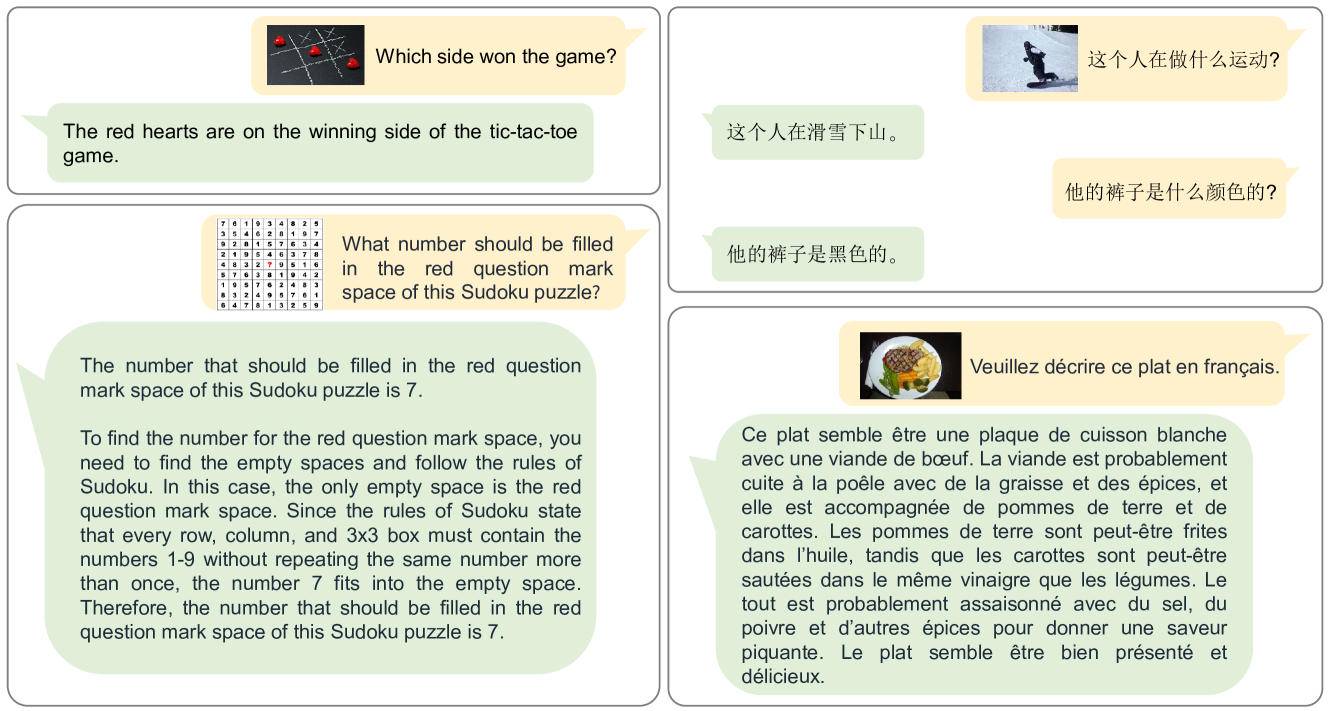 Which side won the game?
The red hearts are on the winning side of the tic-tac-toe
game.
7 6 1 9 3 4 8 2 5
3 5 4 6 2 8 1 9 7
9 2 8 1 5 7 6 3 4
2 1 9 5 4 6 3 7 8
4 8 3 2 ? 9 5 1 6
5 7 6 3 8 1 9 4 2
1 9 5 7 6 2 4 8 3
8 3 2 4 9 5 7 6 1
6 4 7 8 1 3 2 5 9
What number should be filled
in the red question mark
space of this Sudoku puzzle?
The number that should be filled in the red question
mark space of this Sudoku puzzle is 7.
To find the number for the red question mark space, you
need to find the empty spaces and follow the rules of
Sudoku. In this case, the only empty space is the red
question mark space. Since the rules of Sudoku state
that every row, column, and 3x3 box must contain the
numbers 1-9 without repeating the same number more
than once, the number 7 fits into the empty space.
Therefore, the number that should be filled in the red
question mark space of this Sudoku puzzle is 7.
这个人在做什么运动?
这个人在滑雪下山。
他的裤子是什么颜色的?
他的裤子是黑色的。
Veuillez décrire ce plat en français.
Ce plat semble être une plaque de cuisson blanche
avec une viande de bœuf. La viande est probablement
cuite à la poêle avec de la graisse et des épices, et
elle est accompagnée de pommes de terre et de
carottes. Les pommes de terre sont peut-être frites
dans l'huile, tandis que les carottes sont peut-être
sautées dans le même vinaigre que les légumes. Le
tout est probablement assaisonné avec du sel, du
poivre et d'autres épices pour donner une saveur
piquante. Le plat semble être bien présenté et
délicieux.